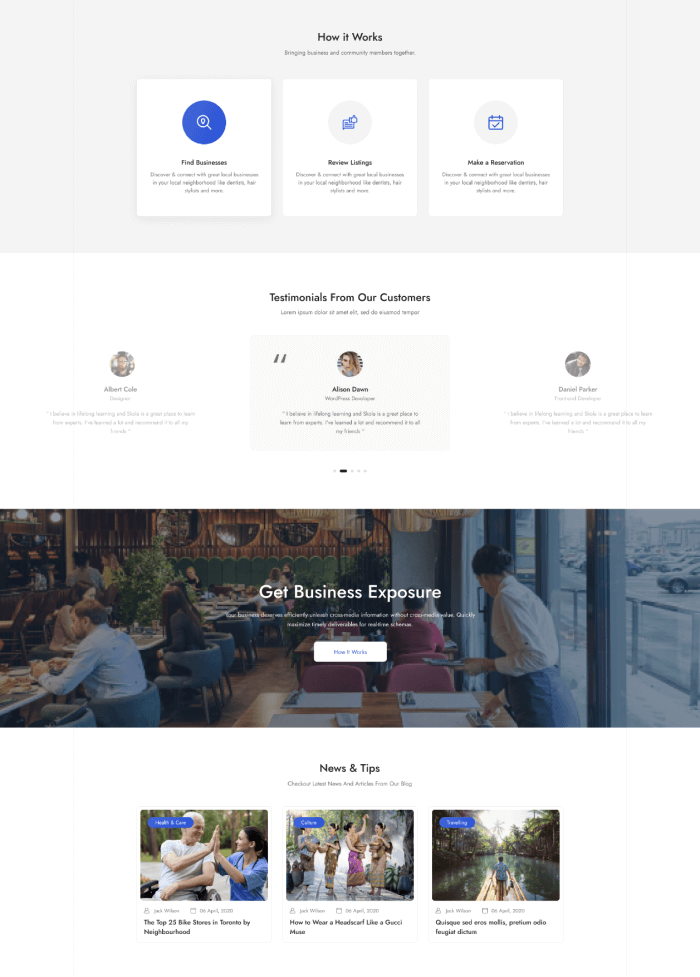 How it Works
Bringing business and community members together.
Find Businesses
Discover & connect with great local businesses
in your local neighborhood like dentists, hair
stylists and more.
Review Listings
Discover & connect with great local businesses
in your local neighborhood like dentists, hair
stylists and more.
Make a Reservation
Discover & connect with great local businesses
in your local neighborhood like dentists, hair
stylists and more.
Testimonials From Our Customers
Lorem ipsum dolor sit amet elit, sed do eiusmod tempor
Albert Cole
Designer
" I believe in lifelong learning and Skola is a great place to learn
from experts. I've learned a lot and recommend it to all my
friends "
“
Alison Dawn
WordPress Developer
" I believe in lifelong learning and Skola is a great place to
learn from experts. I've learned a lot and recommend it to all
my friends "
Daniel Parker
Front-end Developer
" I believe in lifelong learning and Skola is a great place to learn
from experts. I've learned a lot and recommend it to all my
friends "
Get Business Exposure
Your business deserves efficiently unleash cross-media information without cross-media value. Quickly
maximize timely deliverables for real-time schemas.
How it Works
News & Tips
Checkout Latest News And Articles From Our Blog
Health & Care
Jack Wilson 06 April, 2020
The Top 25 Bike Stores in Toronto by
Neighbourhood
Culture
Jack Wilson 06 April, 2020
How to Wear a Headscarf Like a Gucci
Muse
Travelling
Jack Wilson 06 April, 2020
Quisque sed eros mollis, pretium odio
feugiat dictum